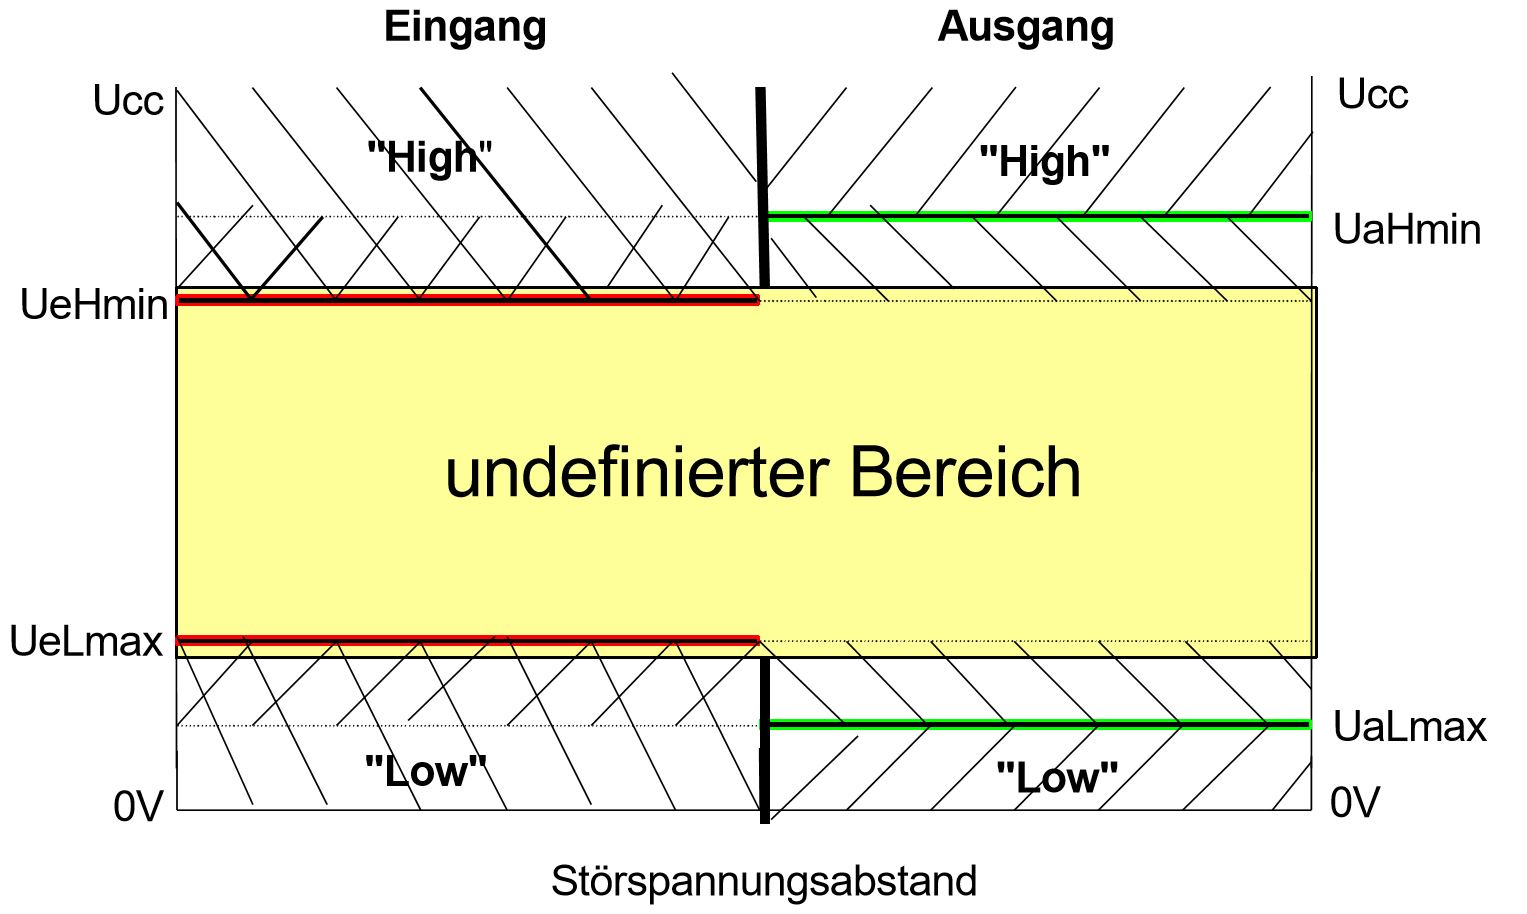 Eingang
Ausgang
Ucc
Ucc
"High"
"High"
UaHmin
UeHmin
undefinierter Bereich
UeLmax
UaLmax
"Low"
"Low"
0V
0V
Störspannungsabstand